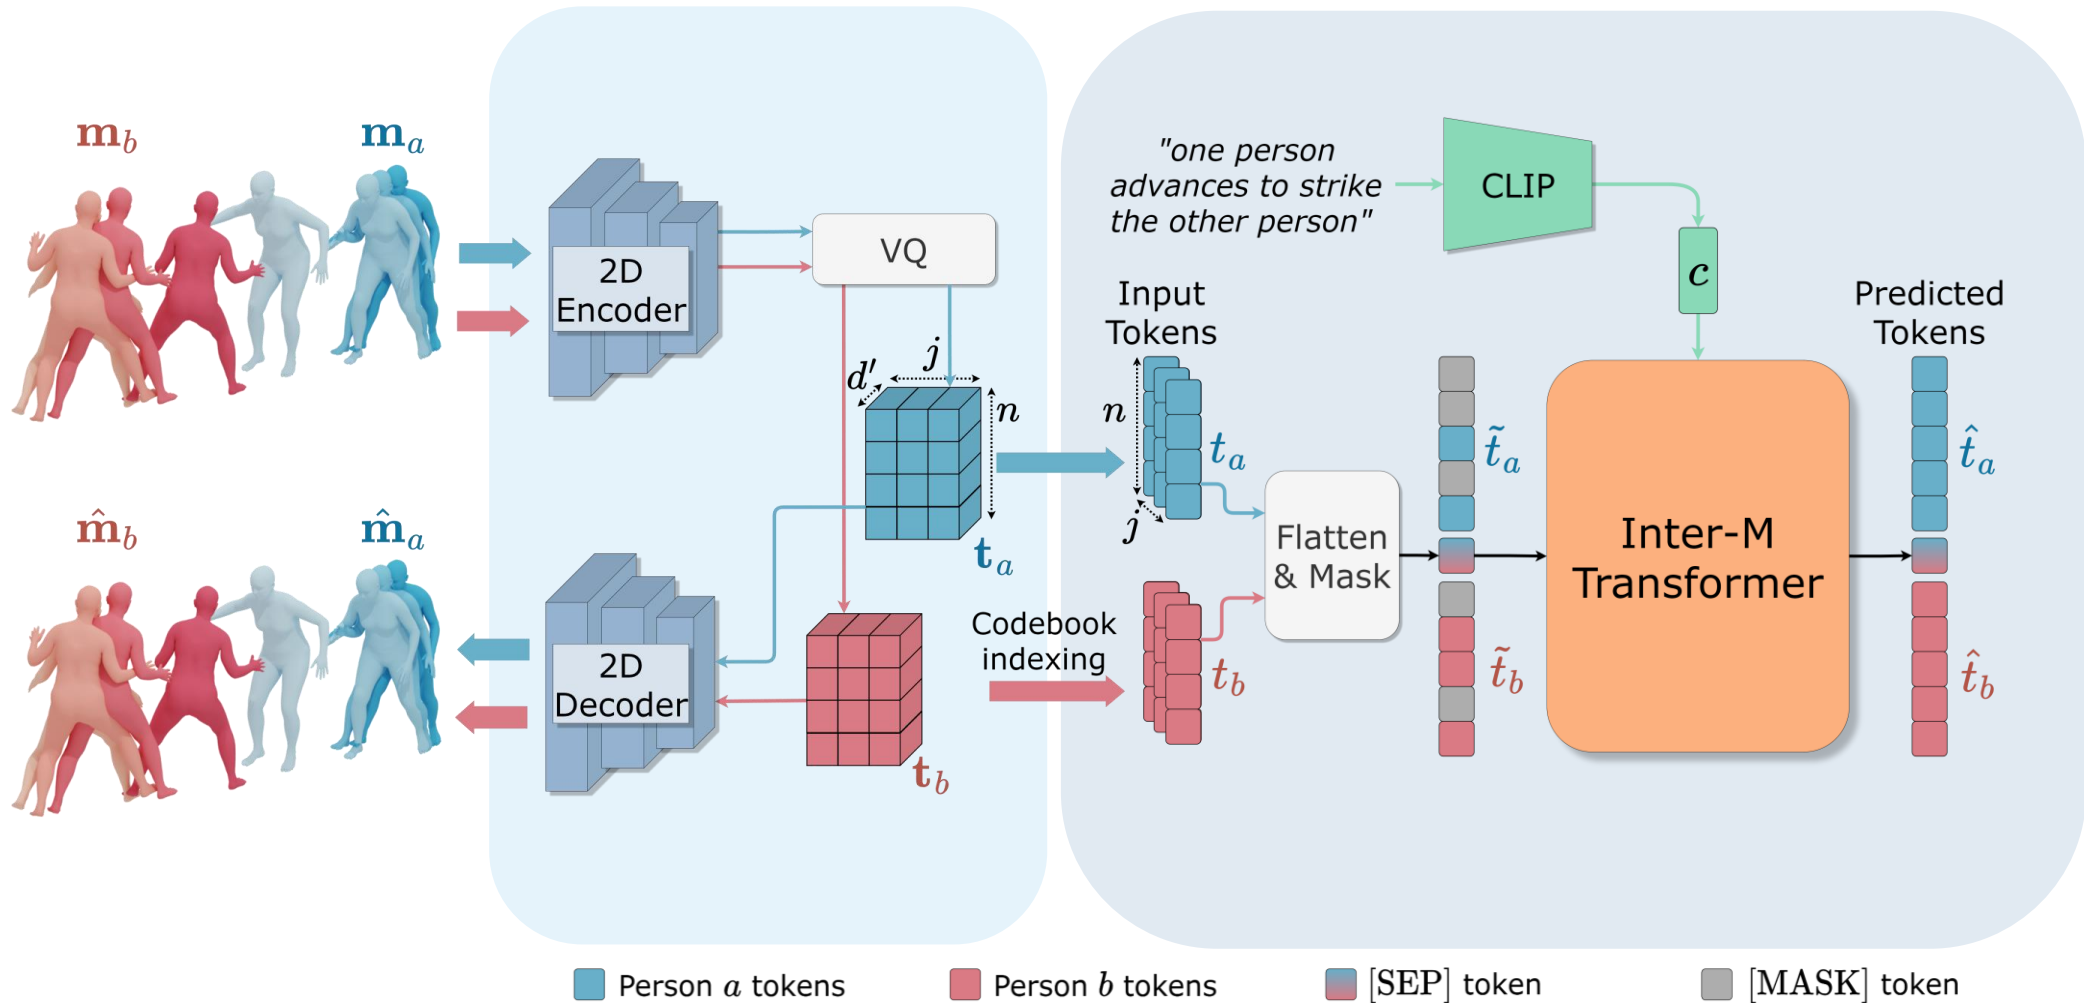 m_b
m_a
2D
Encoder
VQ
d′
j
n
t_a
m̂_b
m̂_a
2D
Decoder
t_b
"one person
advances to strike
the other person"
CLIP
c
Input
Tokens
n
j
t_a
Codebook
indexing
t_b
Flatten
& Mask
t̃_a
t̃_b
Inter-M
Transformer
Predicted
Tokens
t̂_a
t̂_b
Person a tokens
Person b tokens
[SEP] token
[MASK] token